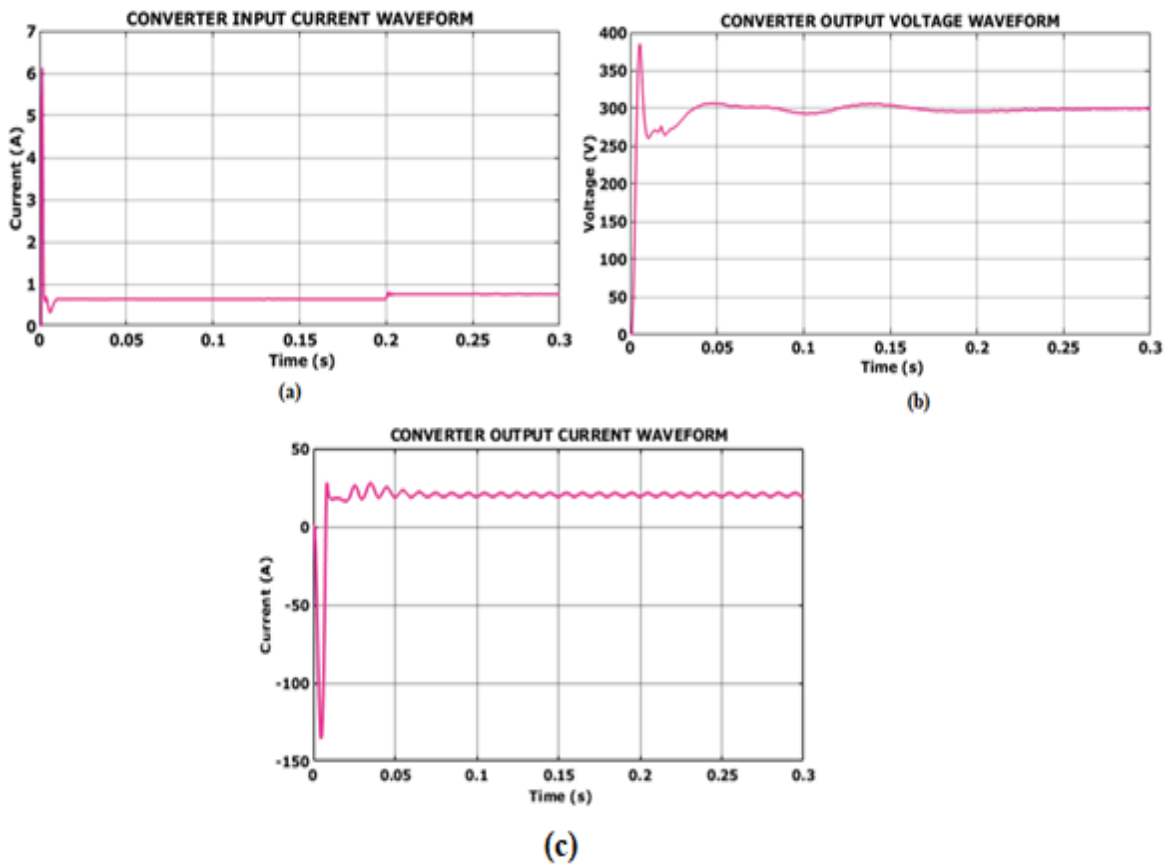 CONVERTER INPUT CURRENT WAVEFORM
7
6
5
4
3
2
1
0
Current (A)
0 0.05 0.1 0.15 0.2 0.25 0.3
Time (s)
(a)
CONVERTER OUTPUT VOLTAGE WAVEFORM
400
350
300
250
200
150
100
50
0
Voltage (V)
0 0.05 0.1 0.15 0.2 0.25 0.3
Time (s)
(b)
CONVERTER OUTPUT CURRENT WAVEFORM
50
0
-50
-100
-150
Current (A)
0 0.05 0.1 0.15 0.2 0.25 0.3
Time (s)
(c)